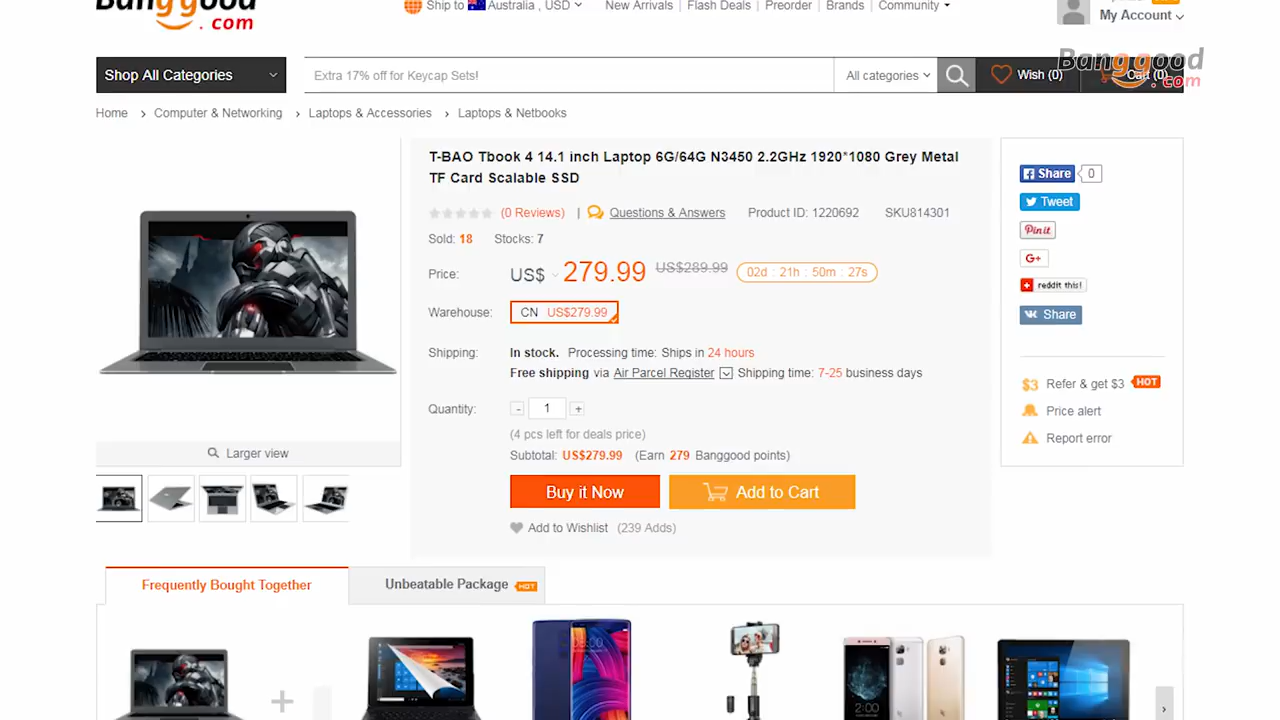 Banggood
.com
Ship to Australia , USD
New Arrivals | Flash Deals | Preorder | Brands | Community
My Account
Shop All Categories
Extra 17% off for Keycap Sets!
All categories
Wish (0)
Cart (0)
Banggood
.com
Home > Computer & Networking > Laptops & Accessories > Laptops & Netbooks
T-BAO Tbook 4 14.1 inch Laptop 6G/64G N3450 2.2GHz 1920*1080 Grey Metal
TF Card Scalable SSD
(0 Reviews) | Questions & Answers Product ID: 1220692 SKU814301
Sold: 18 Stocks: 7
Price: US$ 279.99 US$289.99 02d : 21h : 50m : 27s
Warehouse: CN US$279.99
Shipping: In stock. Processing time: Ships in 24 hours
Free shipping via Air Parcel Register Shipping time: 7-25 business days
Quantity: - 1 +
(4 pcs left for deals price)
Subtotal: US$279.99 (Earn 279 Banggood points)
Buy it Now
Add to Cart
Add to Wishlist (239 Adds)
Larger view
Share 0
Tweet
Pinit
G+
reddit this!
Share
$3 Refer & get $3 HOT
Price alert
Report error
Frequently Bought Together
Unbeatable Package HOT